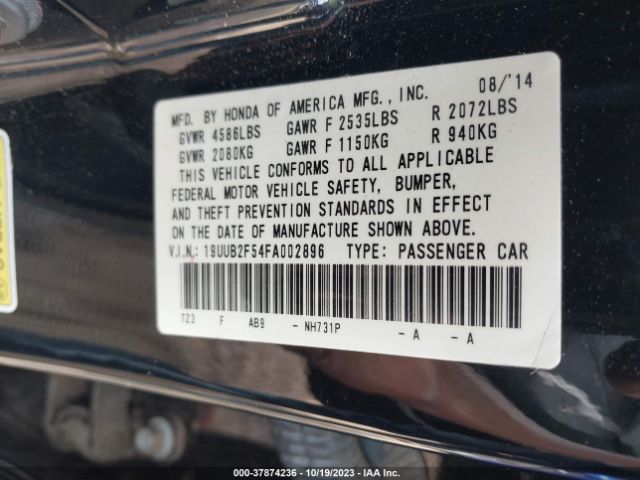 MFD. BY HONDA OF AMERICA MFG., INC. 08/'14
GVWR 4586LBS GAWR F 2535LBS R 2072LBS
GVWR 2080KG GAWR F 1150KG R 940KG
THIS VEHICLE CONFORMS TO ALL APPLICABLE
FEDERAL MOTOR VEHICLE SAFETY, BUMPER,
AND THEFT PREVENTION STANDARDS IN EFFECT
ON THE DATE OF MANUFACTURE SHOWN ABOVE.
V.I.N.: 19UUB2F54FA002896 TYPE: PASSENGER CAR
TZ3 F AB9 - NH731P - A - A
000-37874236 - 10/19/2023 - IAA Inc.